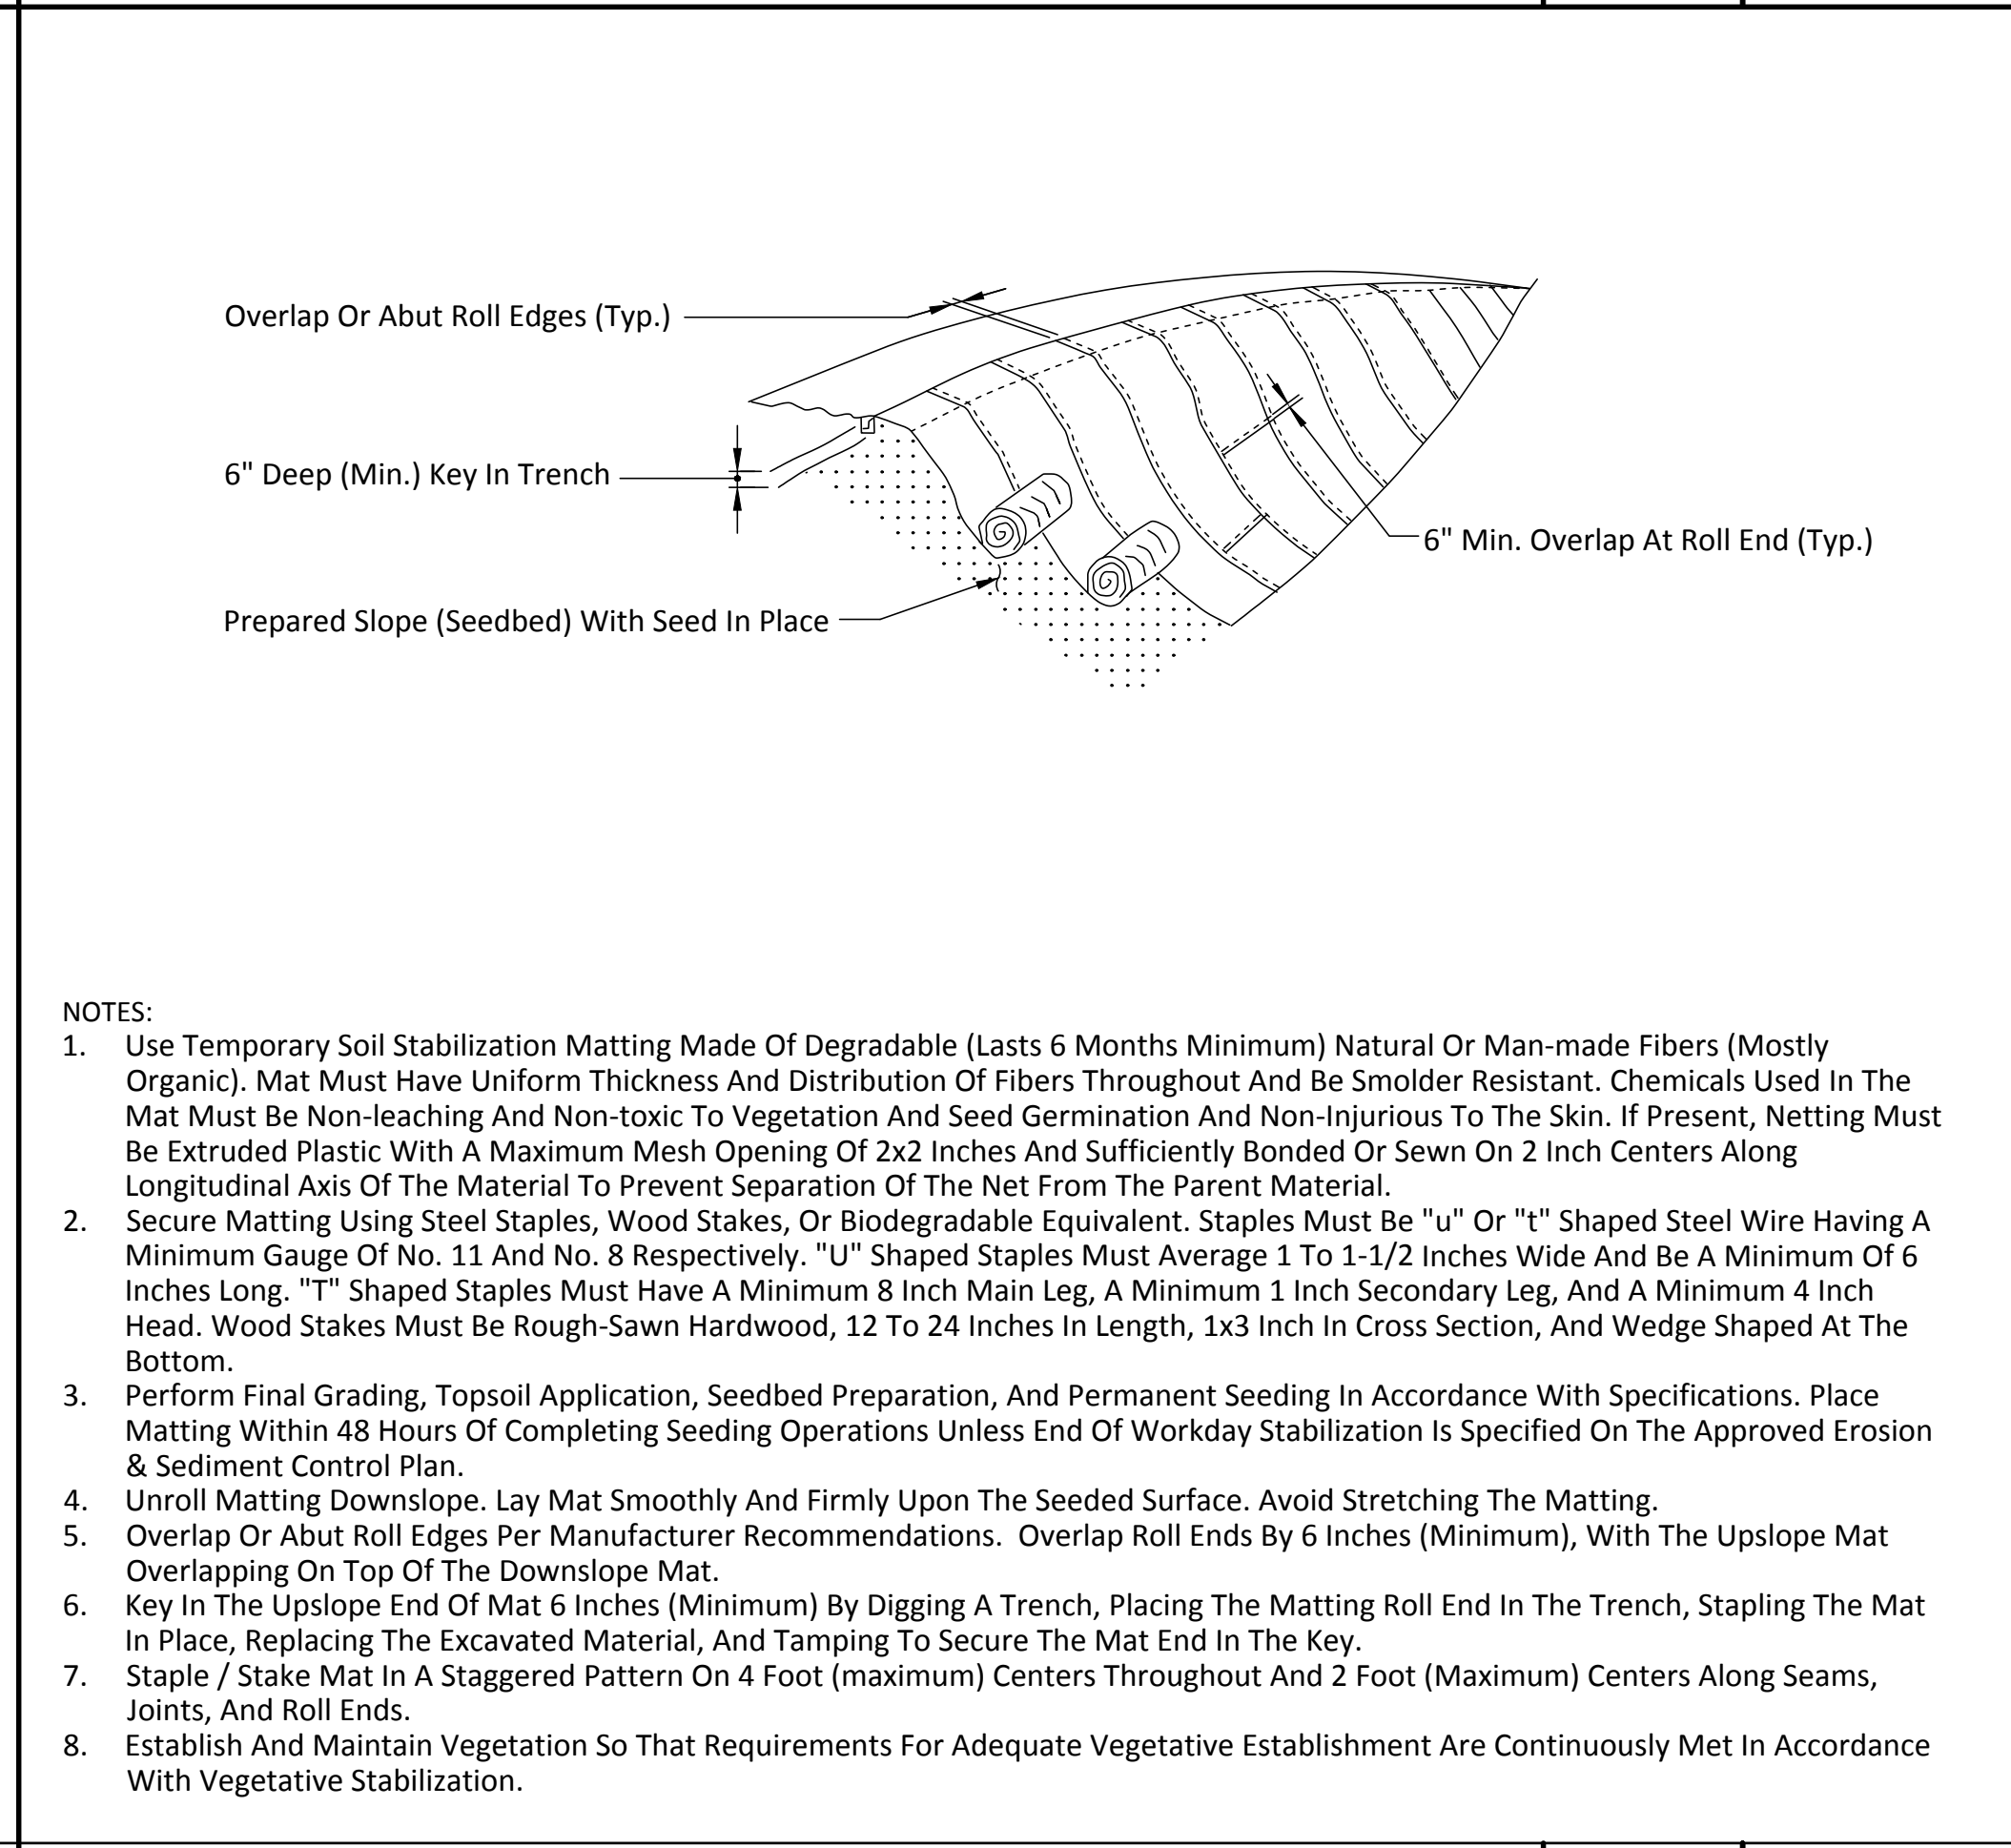 Overlap Or Abut Roll Edges (Typ.)
6" Deep (Min.) Key In Trench
6" Min. Overlap At Roll End (Typ.)
Prepared Slope (Seedbed) With Seed In Place
NOTES:
1. Use Temporary Soil Stabilization Matting Made Of Degradable (Lasts 6 Months Minimum) Natural Or Man-made Fibers (Mostly
Organic). Mat Must Have Uniform Thickness And Distribution Of Fibers Throughout And Be Smolder Resistant. Chemicals Used In The
Mat Must Be Non-leaching And Non-toxic To Vegetation And Seed Germination And Non-Injurious To The Skin. If Present, Netting Must
Be Extruded Plastic With A Maximum Mesh Opening Of 2x2 Inches And Sufficiently Bonded Or Sewn On 2 Inch Centers Along
Longitudinal Axis Of The Material To Prevent Separation Of The Net From The Parent Material.
2. Secure Matting Using Steel Staples, Wood Stakes, Or Biodegradable Equivalent. Staples Must Be "u" Or "t" Shaped Steel Wire Having A
Minimum Gauge Of No. 11 And No. 8 Respectively. "U" Shaped Staples Must Average 1 To 1-1/2 Inches Wide And Be A Minimum Of 6
Inches Long. "T" Shaped Staples Must Have A Minimum 8 Inch Main Leg, A Minimum 1 Inch Secondary Leg, And A Minimum 4 Inch
Head. Wood Stakes Must Be Rough-Sawn Hardwood, 12 To 24 Inches In Length, 1x3 Inch In Cross Section, And Wedge Shaped At The
Bottom.
3. Perform Final Grading, Topsoil Application, Seedbed Preparation, And Permanent Seeding In Accordance With Specifications. Place
Matting Within 48 Hours Of Completing Seeding Operations Unless End Of Workday Stabilization Is Specified On The Approved Erosion
& Sediment Control Plan.
4. Unroll Matting Downslope. Lay Mat Smoothly And Firmly Upon The Seeded Surface. Avoid Stretching The Matting.
5. Overlap Or Abut Roll Edges Per Manufacturer Recommendations. Overlap Roll Ends By 6 Inches (Minimum), With The Upslope Mat
Overlapping On Top Of The Downslope Mat.
6. Key In The Upslope End Of Mat 6 Inches (Minimum) By Digging A Trench, Placing The Matting Roll End In The Trench, Stapling The Mat
In Place, Replacing The Excavated Material, And Tamping To Secure The Mat End In The Key.
7. Staple / Stake Mat In A Staggered Pattern On 4 Foot (maximum) Centers Throughout And 2 Foot (Maximum) Centers Along Seams,
Joints, And Roll Ends.
8. Establish And Maintain Vegetation So That Requirements For Adequate Vegetative Establishment Are Continuously Met In Accordance
With Vegetative Stabilization.